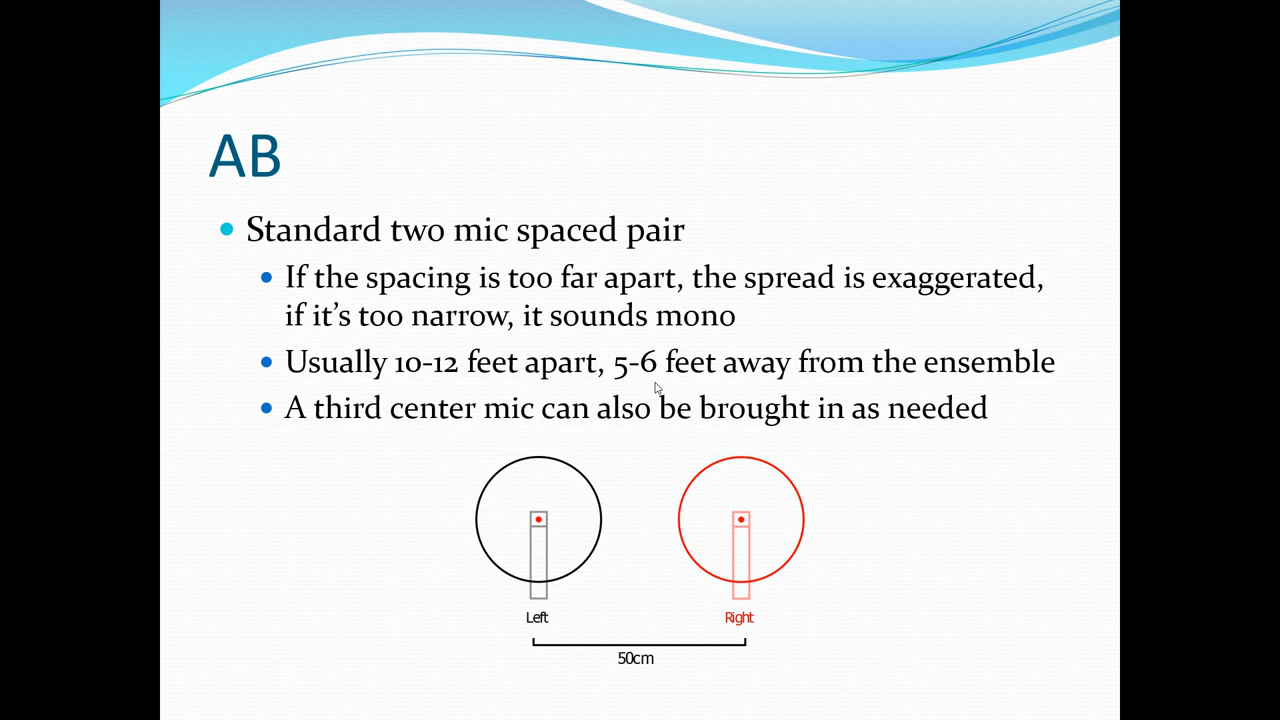 AB
Standard two mic spaced pair
If the spacing is too far apart, the spread is exaggerated,
if it’s too narrow, it sounds mono
Usually 10-12 feet apart, 5-6 feet away from the ensemble
A third center mic can also be brought in as needed
Left
Right
50cm